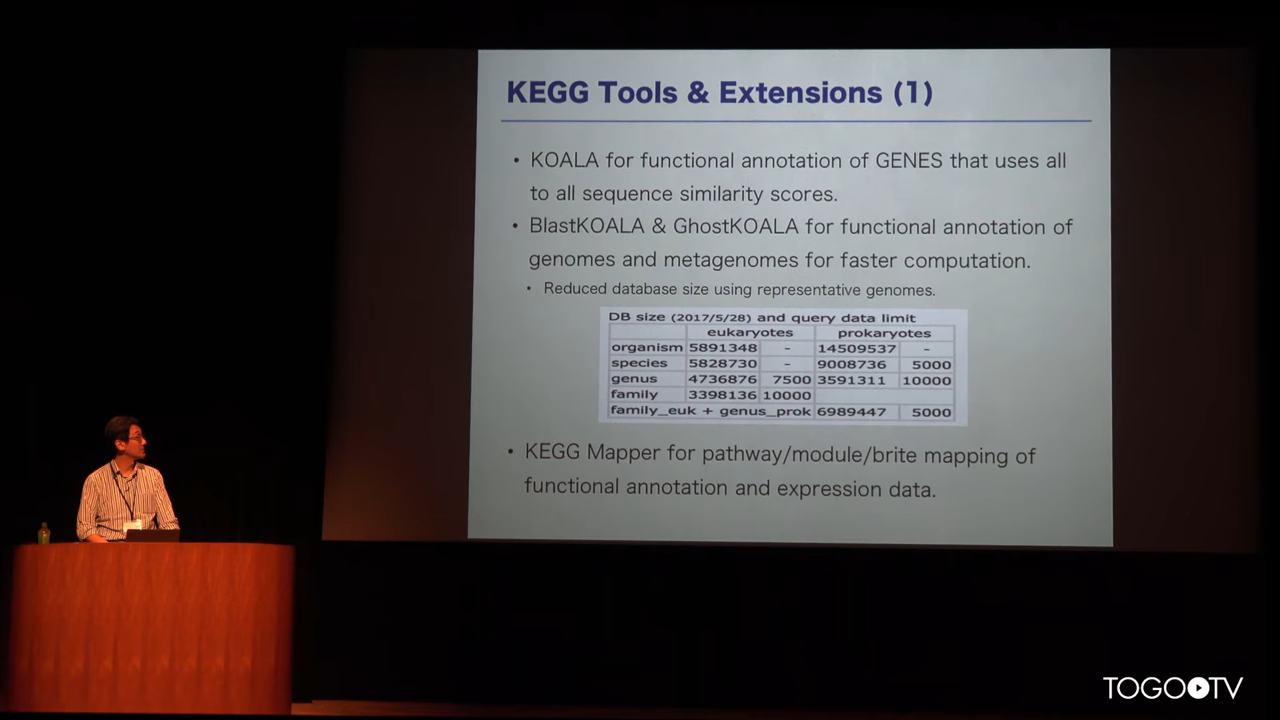 KEGG Tools & Extensions (1)
• KOALA for functional annotation of GENES that uses all
to all sequence similarity scores.
• BlastKOALA & GhostKOALA for functional annotation of
genomes and metagenomes for faster computation.
• Reduced database size using representative genomes.
DB size (2017/5/28) and query data limit
eukaryotes prokaryotes
organism 5891348 - 14509537 -
species 5828730 - 9008736 5000
genus 4736876 7500 3591311 10000
family 3398136 10000
family_euk + genus_prok 6989447 5000
• KEGG Mapper for pathway/module/brite mapping of
functional annotation and expression data.
TOGO TV